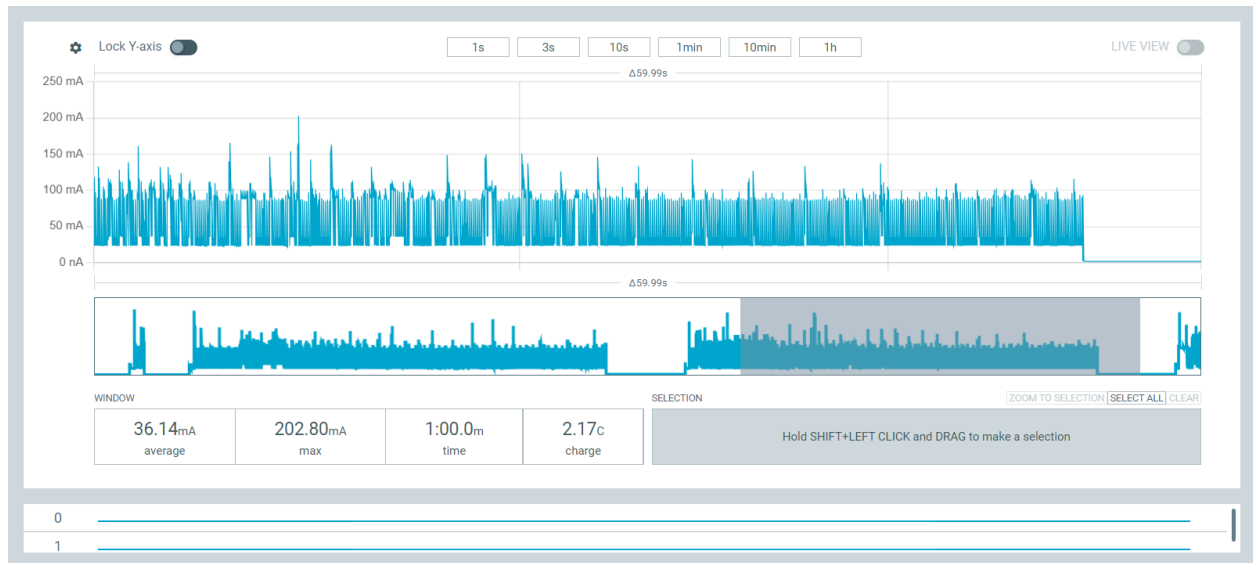 Lock Y-axis 1s 3s 10s 1min 10min 1h LIVE VIEW
Δ59.99s
250 mA
200 mA
150 mA
100 mA
50 mA
0 nA
Δ59.99s
WINDOW SELECTION ZOOM TO SELECTION SELECT ALL CLEAR
36.14mA 202.80mA 1:00.0m 2.17c
average max time charge
Hold SHIFT+LEFT CLICK and DRAG to make a selection
0
1